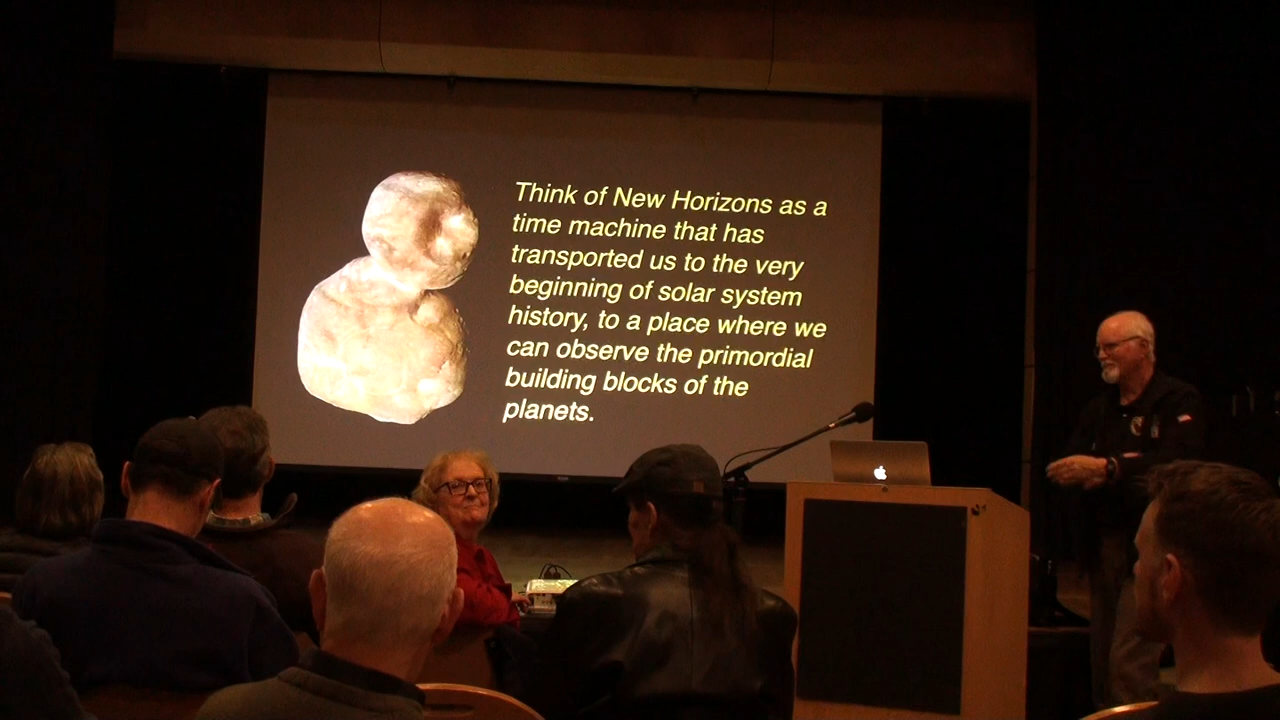 Think of New Horizons as a
time machine that has
transported us to the very
beginning of solar system
history, to a place where we
can observe the primordial
building blocks of the
planets.